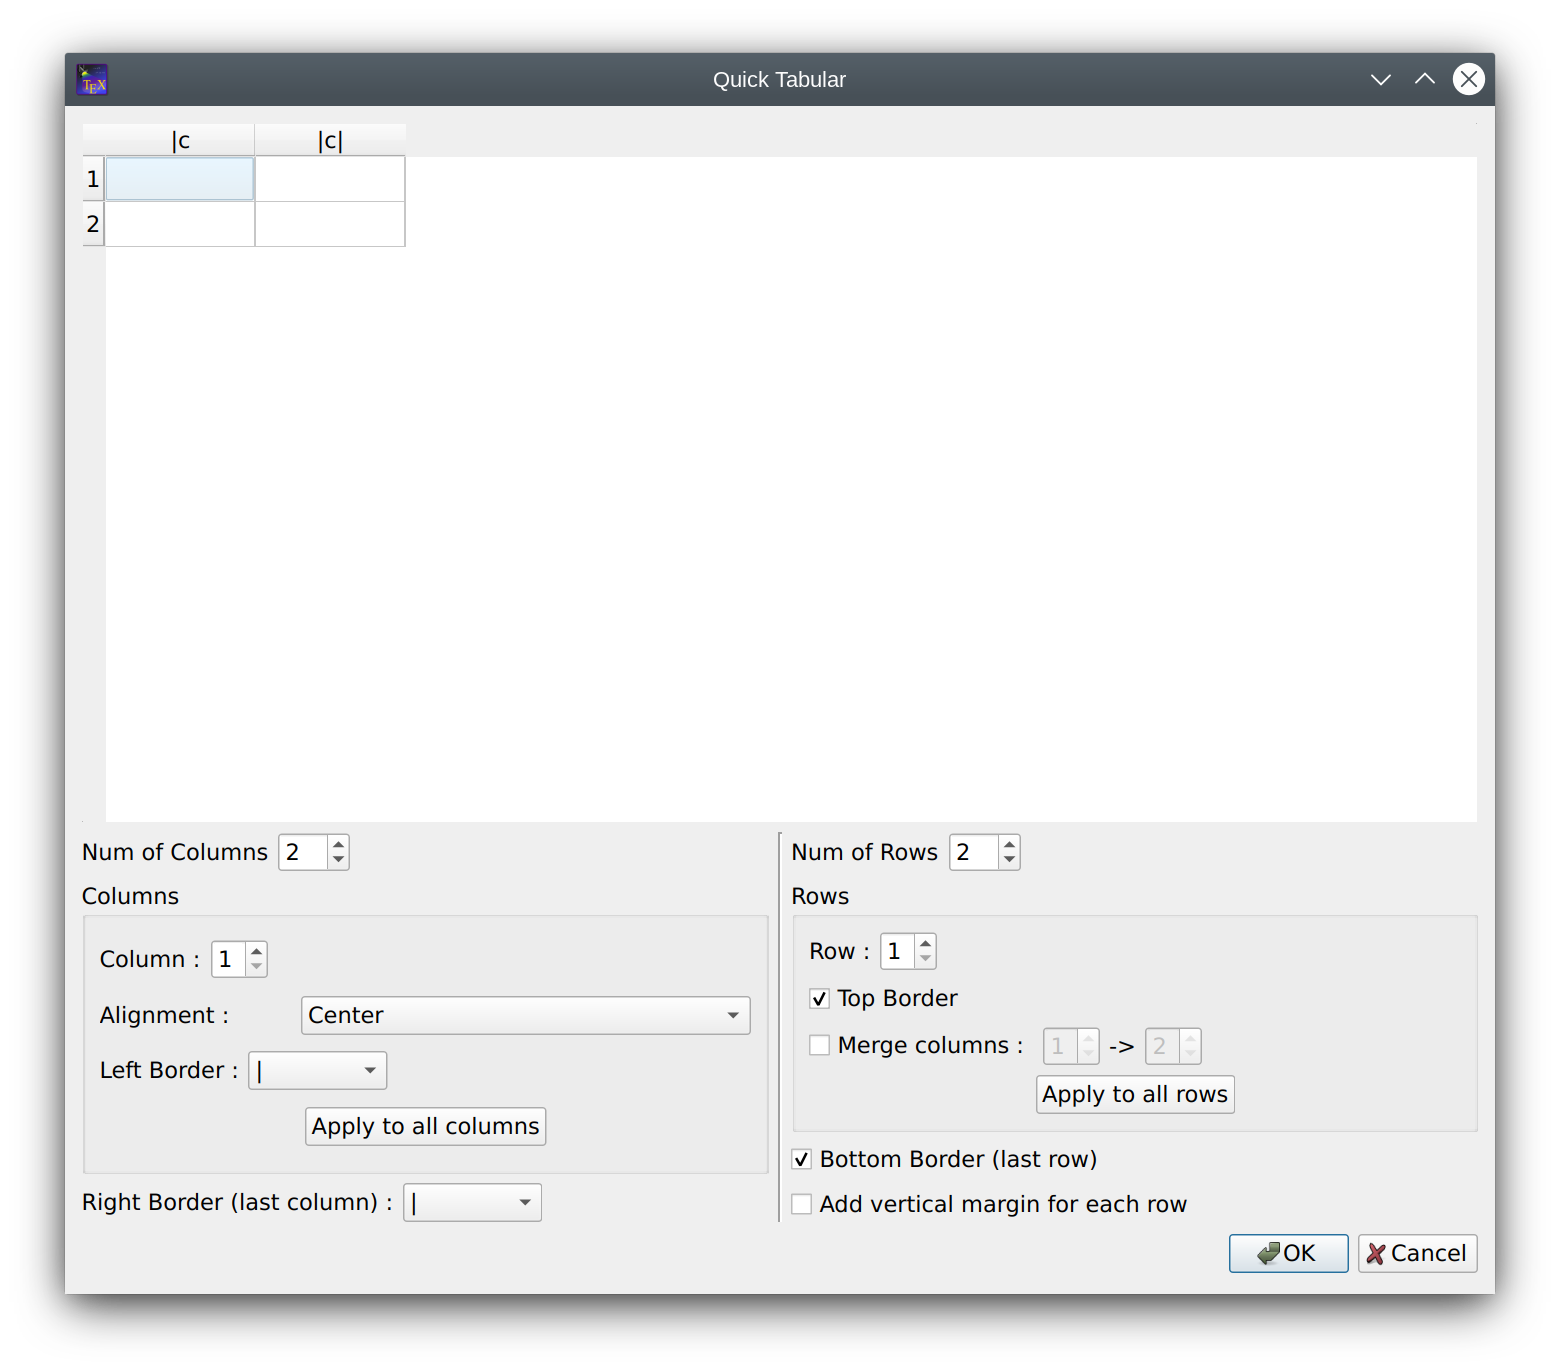 TEX
Quick Tabular
|c |c|
1
2
Num of Columns 2
Columns
Column : 1
Alignment : Center
Left Border : |
Apply to all columns
Right Border (last column) : |
Num of Rows 2
Rows
Row : 1
Top Border
Merge columns : 1 -> 2
Apply to all rows
Bottom Border (last row)
Add vertical margin for each row
OK Cancel